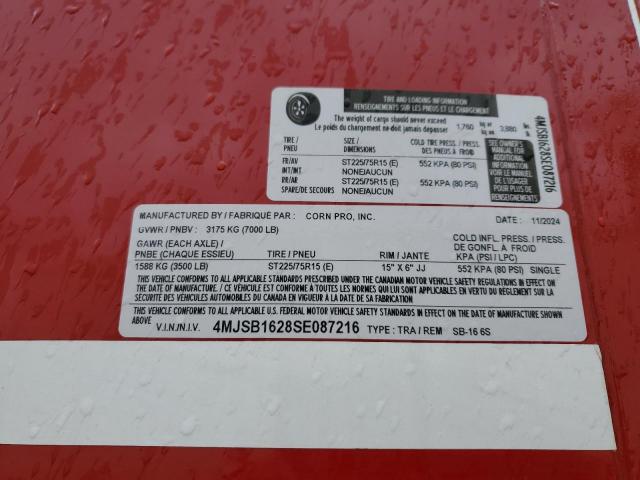 TIRE AND LOADING INFORMATION
RENSEIGNEMENTS SUR LE PNEUS ET LE CHARGEMENT
The weight of cargo should never exceed
Le poids du chargement ne doit jamais dépasser 1,760 kg or kg ou 3,880 lbs
TIRE / PNEU SIZE / DIMENSIONS COLD TIRE PRESS. / PRESS. DES PNEUS A FROID
FR/AV ST225/75R15 (E) 552 KPA (80 PSI)
INT/INT NONE/AUCUN
RR/AR ST225/75R15 (E) 552 KPA (80 PSI)
SPARE/DE SECOURS NONE/AUCUN
SEE OWNER'S
MANUAL FOR
ADDITIONAL
INFORMATION
VOIR LE MANUEL
DE L'USAGER
POUR PLUS DE
RENSEIGNEMENTS
4MJSB1628SE087216
MANUFACTURED BY / FABRIQUÉ PAR : CORN PRO, INC. DATE : 11/2024
GVWR / PNBV : 3175 KG (7000 LB)
GAWR (EACH AXLE) / COLD INFL. PRESS. / PRESS.
PNBE (CHAQUE ESSIEU) TIRE / PNEU RIM / JANTE DE GONFL. A FROID KPA (PSI / LPC)
1588 KG (3500 LB) ST225/75R15 (E) 15" X 6" JJ 552 KPA (80 PSI) SINGLE
THIS VEHICLE CONFORMS TO ALL APPLICABLE STANDARDS PRESCRIBED UNDER THE CANADIAN MOTOR VEHICLE SAFETY REGULATIONS IN EFFECT ON
THE DATE OF MANUFACTURE. / CE VÉHICULE EST CONFORME À TOUTES LES NORMES QUI LUI SONT APPLICABLES EN VERTU DU RÈGLEMENT SUR LA
SÉCURITÉ DES VÉHICULES AUTOMOBILES DU CANADA EN VIGUEUR À LA DATE DE SA FABRICATION
THIS VEHICLE CONFORMS TO ALL APPLICABLE U.S. FEDERAL MOTOR VEHICLE SAFETY STANDARDS IN EFFECT ON THE DATE OF MANUFACTURE SHOWN
ABOVE
V.I.N./N.I.V. 4MJSB1628SE087216 TYPE : TRA / REM SB-16 6S